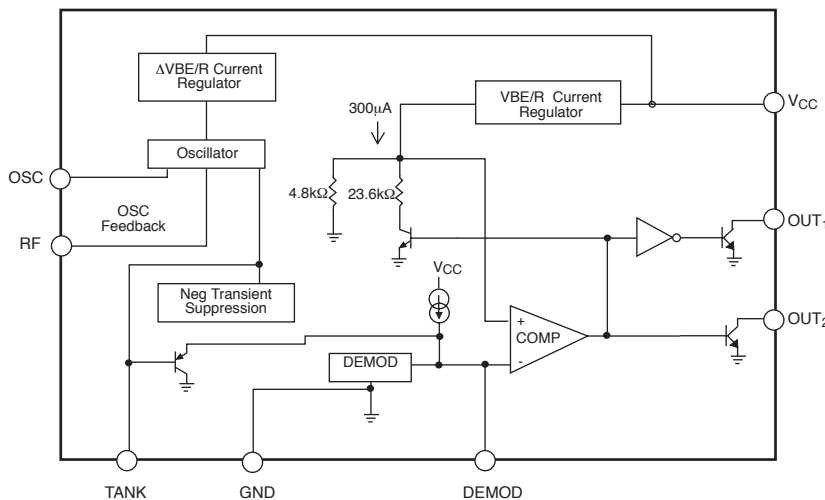 ΔVBE/R Current
Regulator
VBE/R Current
Regulator
VCC
300μA
Oscillator
OSC
OSC
Feedback
4.8kΩ
23.6kΩ
RF
OUT1
VCC
Neg Transient
Suppression
+
COMP
-
OUT2
DEMOD
TANK
GND
DEMOD